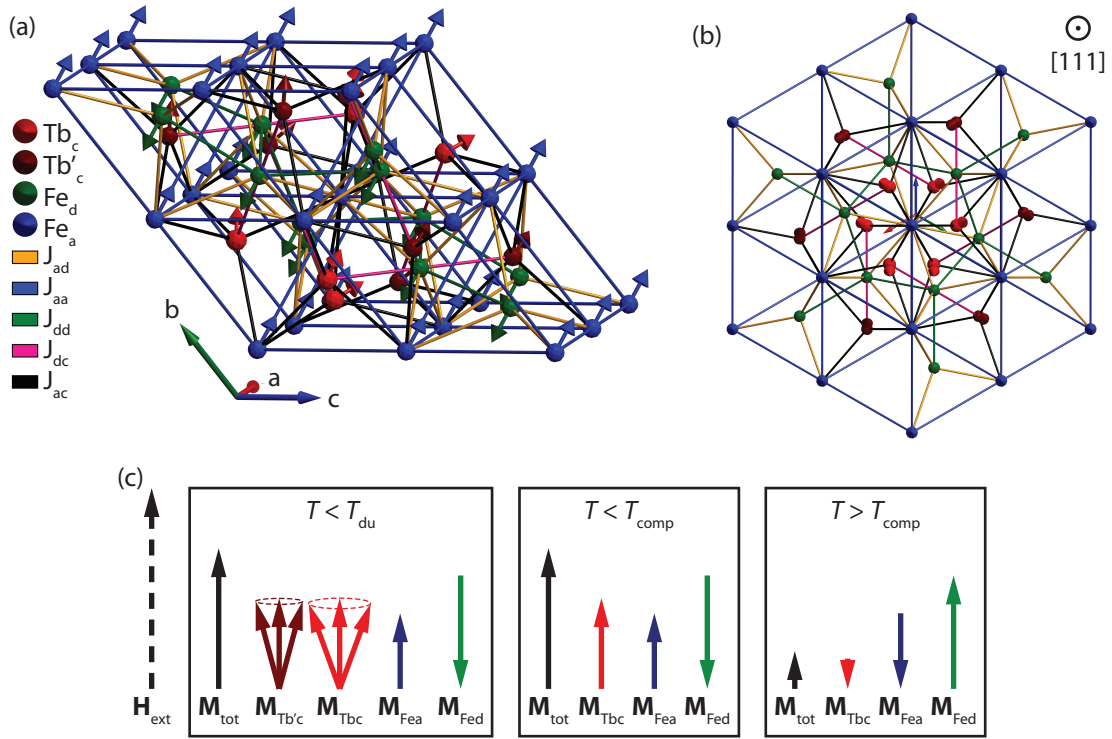 (a)
(b)
[111]
Tb_c
Tb'_c
Fe_d
Fe_a
J_ad
J_aa
J_dd
J_dc
J_ac
b
a
c
(c)
T < T_du
T < T_comp
T > T_comp
H_ext
M_tot M_Tb'c M_Tbc M_Fea M_Fed
M_tot M_Tbc M_Fea M_Fed
M_tot M_Tbc M_Fea M_Fed